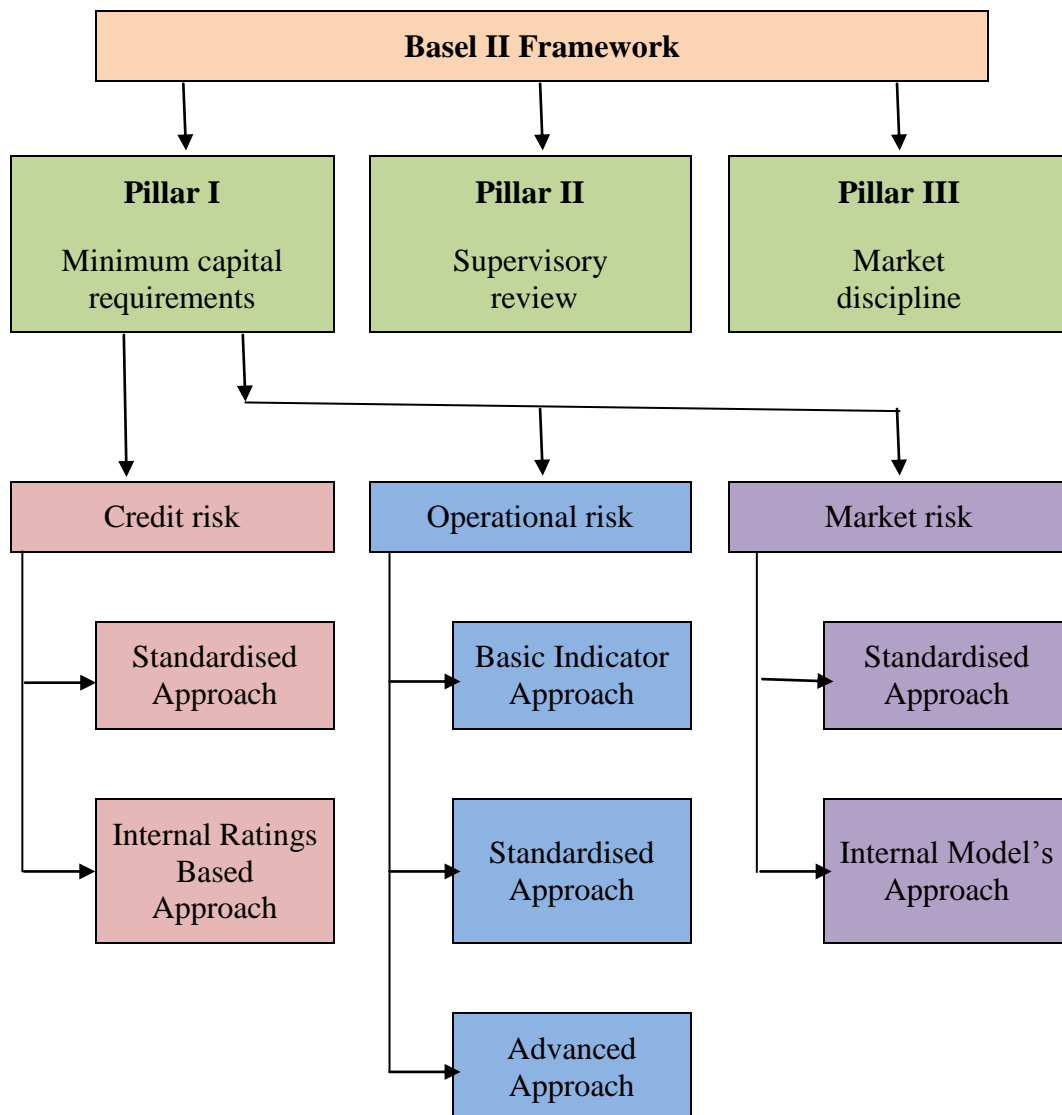 Basel II Framework
Pillar I
Minimum capital
requirements
Pillar II
Supervisory
review
Pillar III
Market
discipline
Credit risk
Operational risk
Market risk
Standardised
Approach
Basic Indicator
Approach
Standardised
Approach
Internal Ratings
Based
Approach
Standardised
Approach
Internal Model’s
Approach
Advanced
Approach